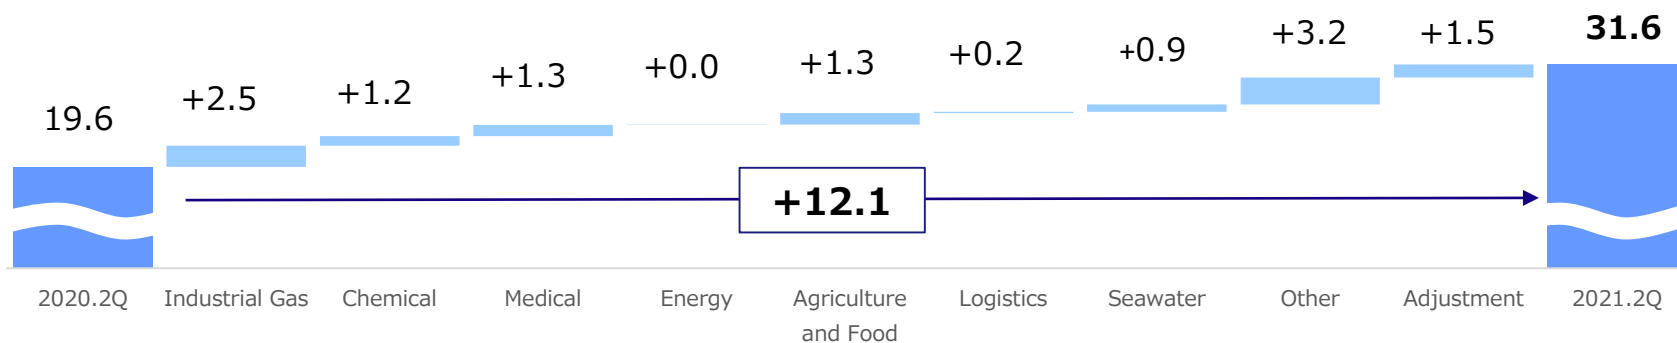 19.6
+2.5
+1.2
+1.3
+0.0
+1.3
+0.2
+0.9
+3.2
+1.5
31.6
+12.1
2020.2Q
Industrial Gas
Chemical
Medical
Energy
Agriculture
and Food
Logistics
Seawater
Other
Adjustment
2021.2Q